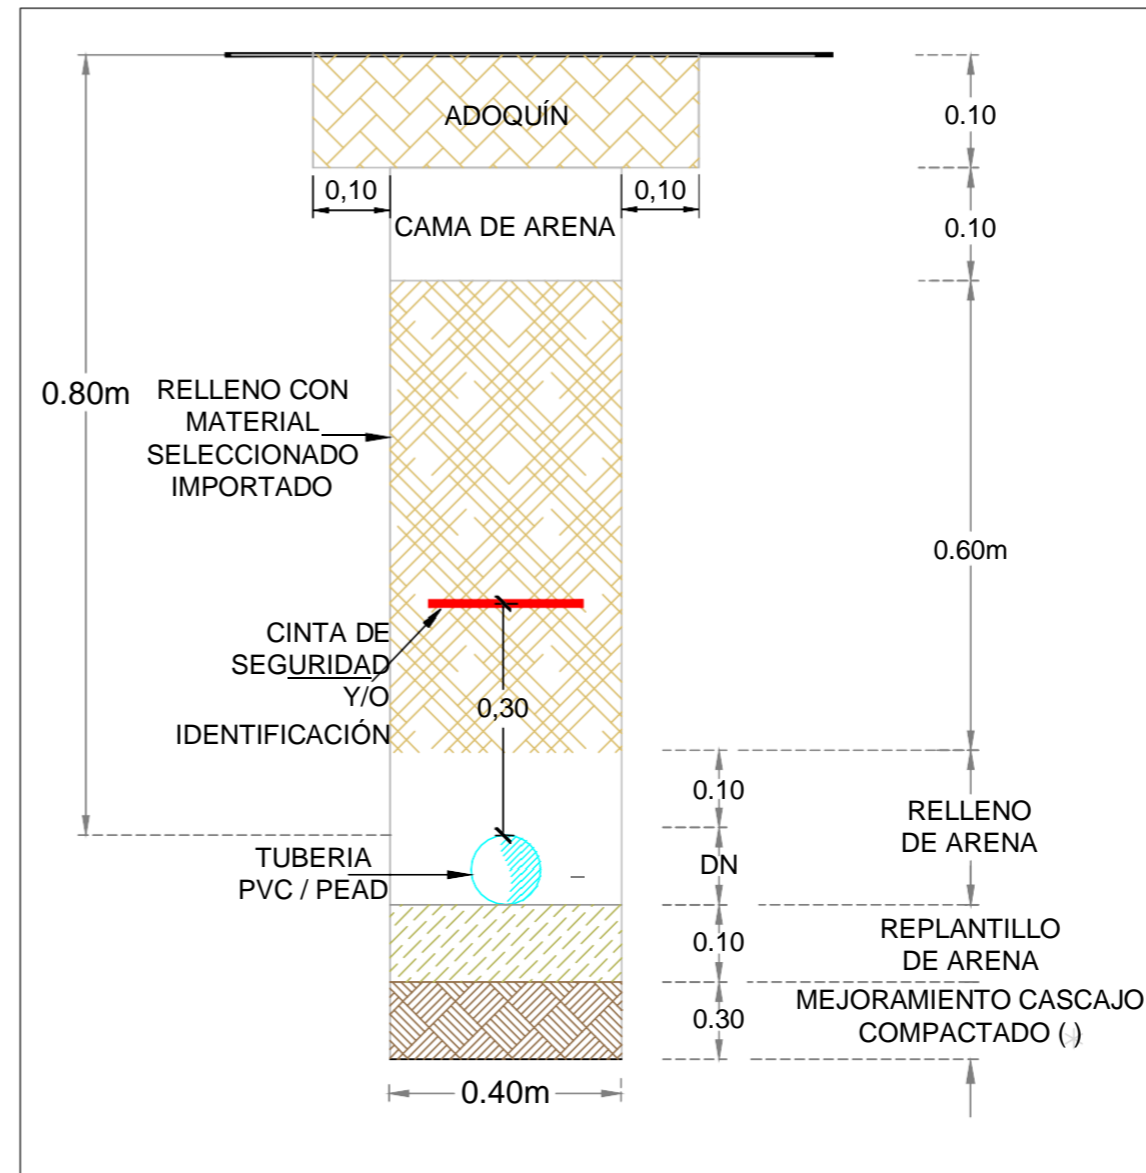 ADOQUÍN
0.10
0,10
0,10
CAMA DE ARENA
0.10
0.80m
RELLENO CON
MATERIAL
SELECCIONADO
IMPORTADO
0.60m
CINTA DE
SEGURIDAD
Y/O
IDENTIFICACIÓN
0,30
0.10
RELLENO
DE ARENA
TUBERIA
PVC / PEAD
DN
0.10
REPLANTILLO
DE ARENA
0.30
MEJORAMIENTO CASCAJO
COMPACTADO (*)
0.40m